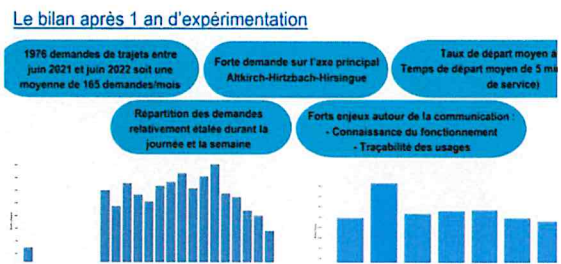 Le bilan après 1 an d'expérimentation
1976 demandes de trajets entre
juin 2021 et juin 2022 soit une
moyenne de 165 demandes/mois
Forte demande sur l'axe principal
Altkirch-Hirtzbach-Hirsingue
Taux de départ moyen à
Temps de départ moyen de 5 mi
de service)
Répartition des demandes
relativement étalée durant la
journée et la semaine
Forts enjeux autour de la communication :
- Connaissance du fonctionnement
- Traçabilité des usages